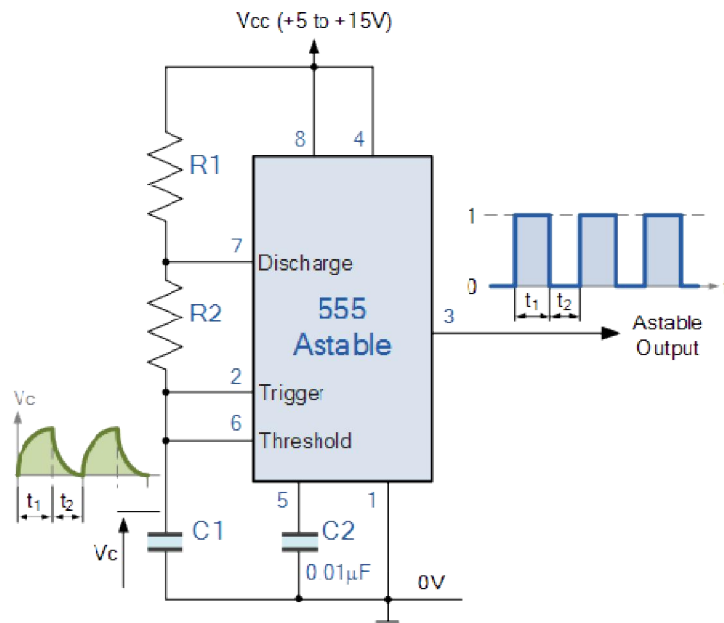 Vcc (+5 to +15V)
8
4
R1
7
Discharge
555
Astable
R2
3
Astable
Output
1
0
t₁
t₂
2
Trigger
6
Threshold
Vc
t₁
t₂
5
1
Vc
C1
C2
0 01µF
0V